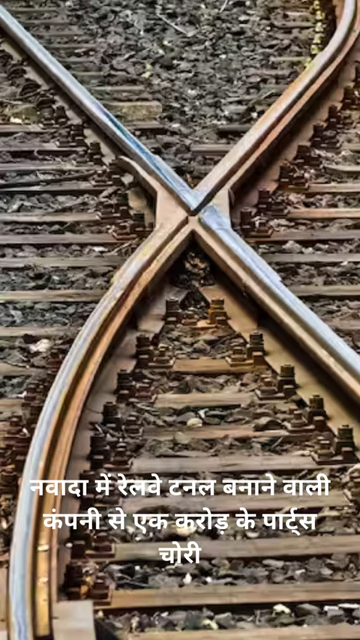 नवादा में रेलवे टनल बनाने वाली
कंपनी से एक करोड़ के पार्ट्स
चोरी